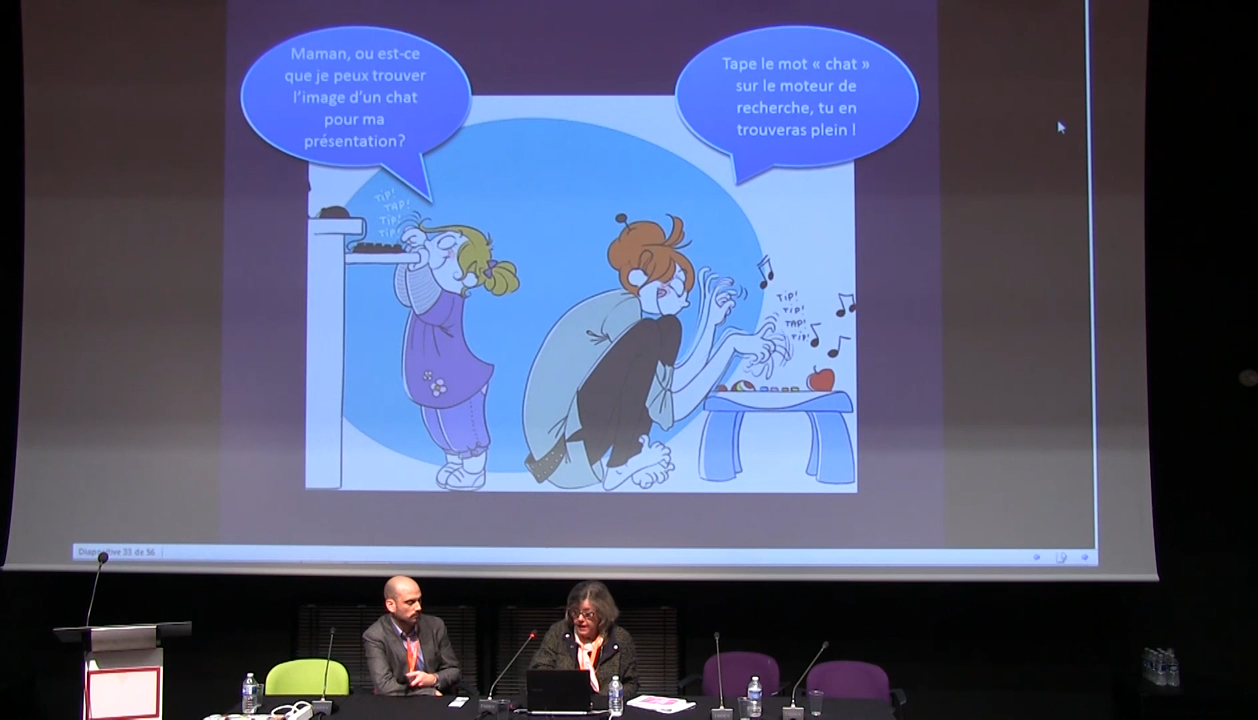 Maman, ou est-ce
que je peux trouver
l'image d'un chat
pour ma
présentation?
Tape le mot « chat »
sur le moteur de
recherche, tu en
trouveras plein !
TIP!
TAP!
TIP!
TIP!
TIP!
TIP!
TAP!
TIP!
Diapositive 33 de 56